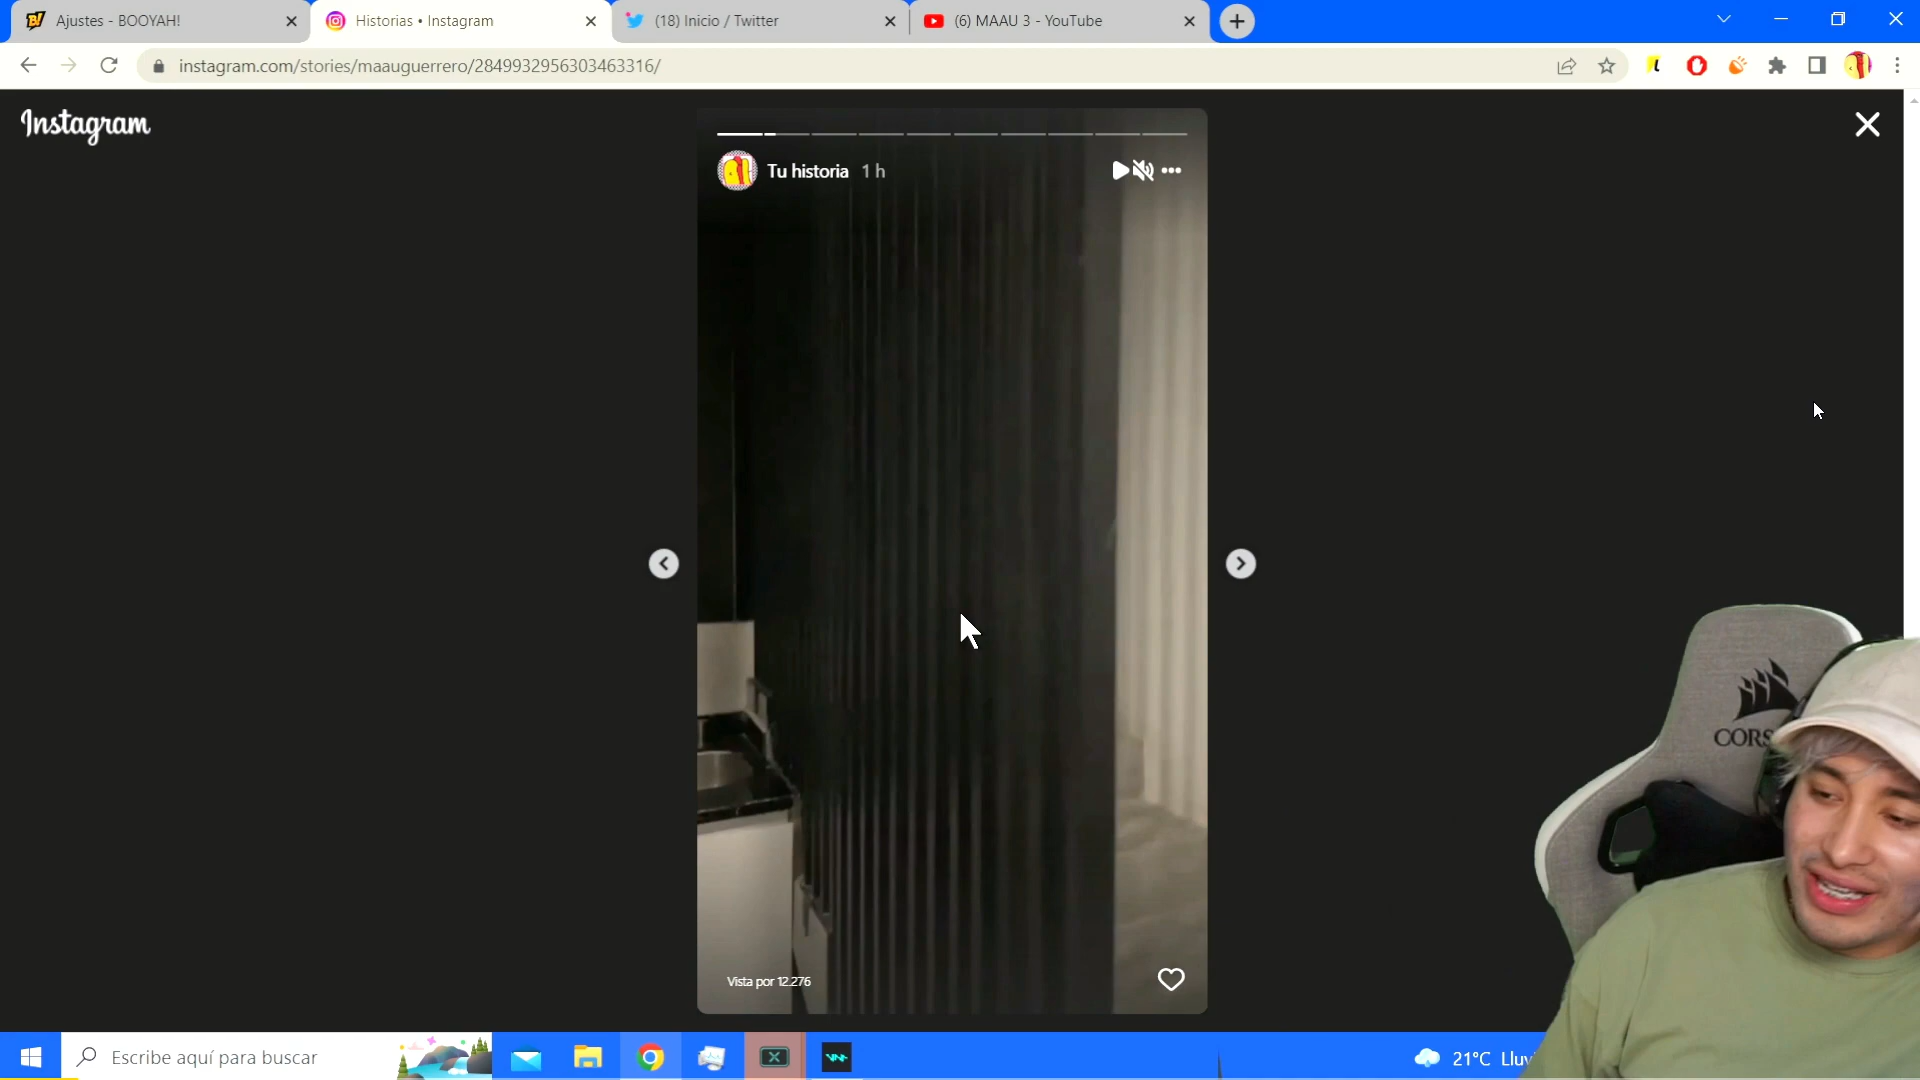 Ajustes - BOOYAH!
Historias • Instagram
(18) Inicio / Twitter
(6) MAAU 3 - YouTube
instagram.com/stories/maauguerrero/2849932956303463316/
Instagram
Tu historia 1 h
Vista por 12.276
CORS
Escribe aquí para buscar
21°C Lluvi